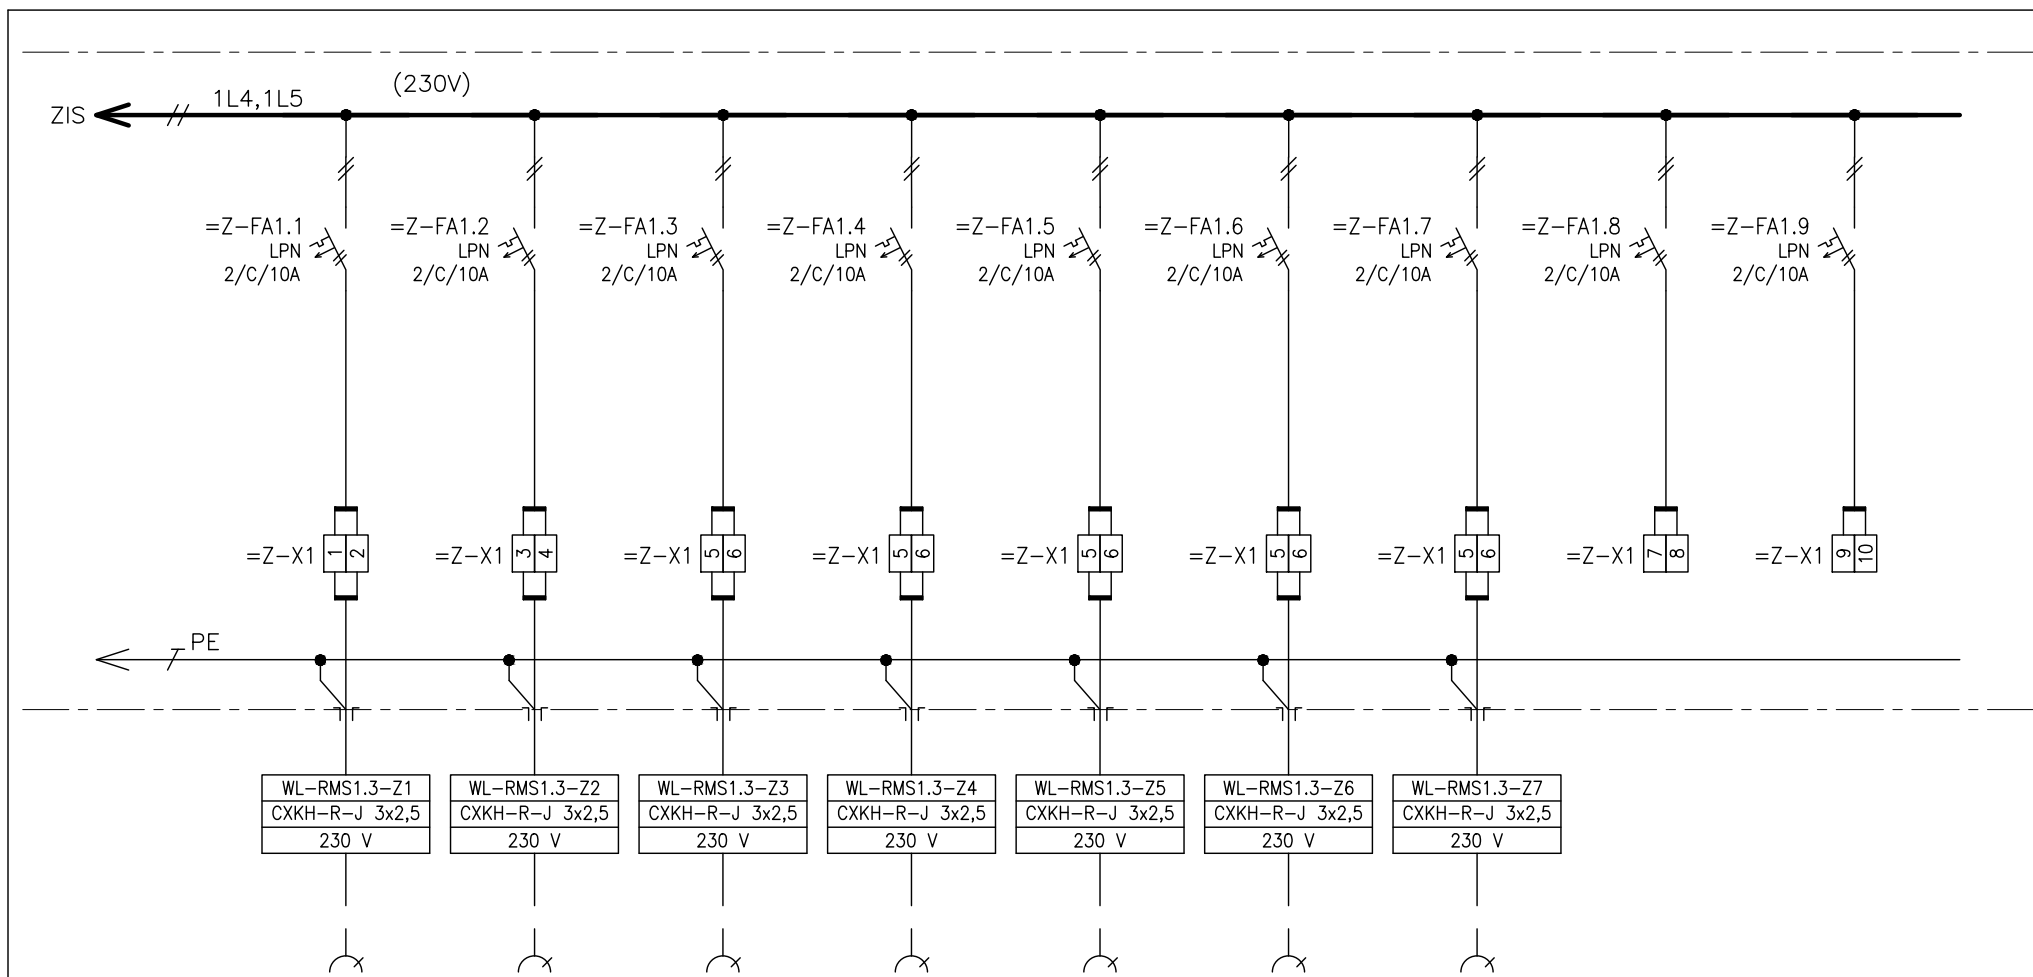 (230V)
ZIS 1L4,1L5
=Z-FA1.1 =Z-FA1.2 =Z-FA1.3 =Z-FA1.4 =Z-FA1.5 =Z-FA1.6 =Z-FA1.7 =Z-FA1.8 =Z-FA1.9
LPN LPN LPN LPN LPN LPN LPN LPN LPN
2/C/10A 2/C/10A 2/C/10A 2/C/10A 2/C/10A 2/C/10A 2/C/10A 2/C/10A 2/C/10A
=Z-X1 1 2 =Z-X1 3 4 =Z-X1 5 6 =Z-X1 5 6 =Z-X1 5 6 =Z-X1 5 6 =Z-X1 5 6 =Z-X1 7 8 =Z-X1 9 10
PE
WL-RMS1.3-Z1 WL-RMS1.3-Z2 WL-RMS1.3-Z3 WL-RMS1.3-Z4 WL-RMS1.3-Z5 WL-RMS1.3-Z6 WL-RMS1.3-Z7
CXKH-R-J 3x2,5 CXKH-R-J 3x2,5 CXKH-R-J 3x2,5 CXKH-R-J 3x2,5 CXKH-R-J 3x2,5 CXKH-R-J 3x2,5 CXKH-R-J 3x2,5
230 V 230 V 230 V 230 V 230 V 230 V 230 V